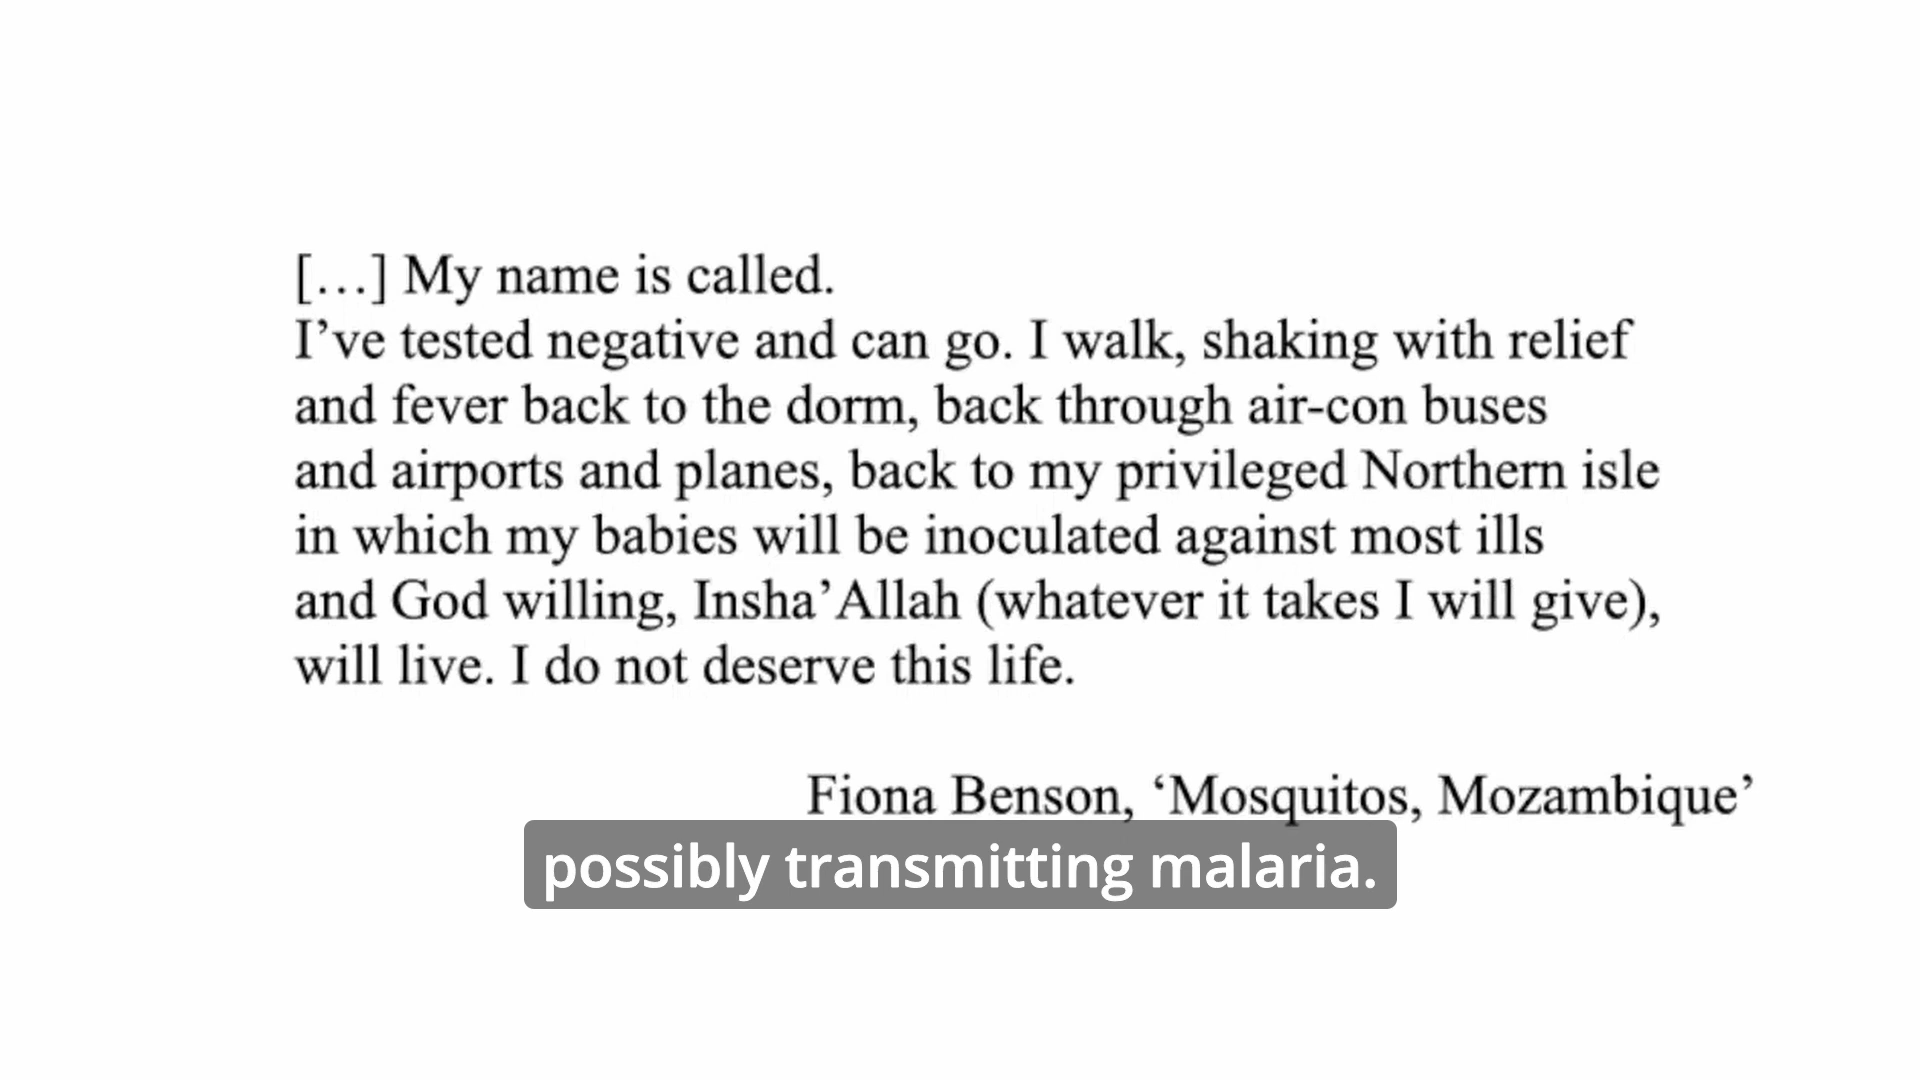 […] My name is called.
I’ve tested negative and can go. I walk, shaking with relief
and fever back to the dorm, back through air-con buses
and airports and planes, back to my privileged Northern isle
in which my babies will be inoculated against most ills
and God willing, Insha’Allah (whatever it takes I will give),
will live. I do not deserve this life.
Fiona Benson, ‘Mosquitos, Mozambique’
possibly transmitting malaria.